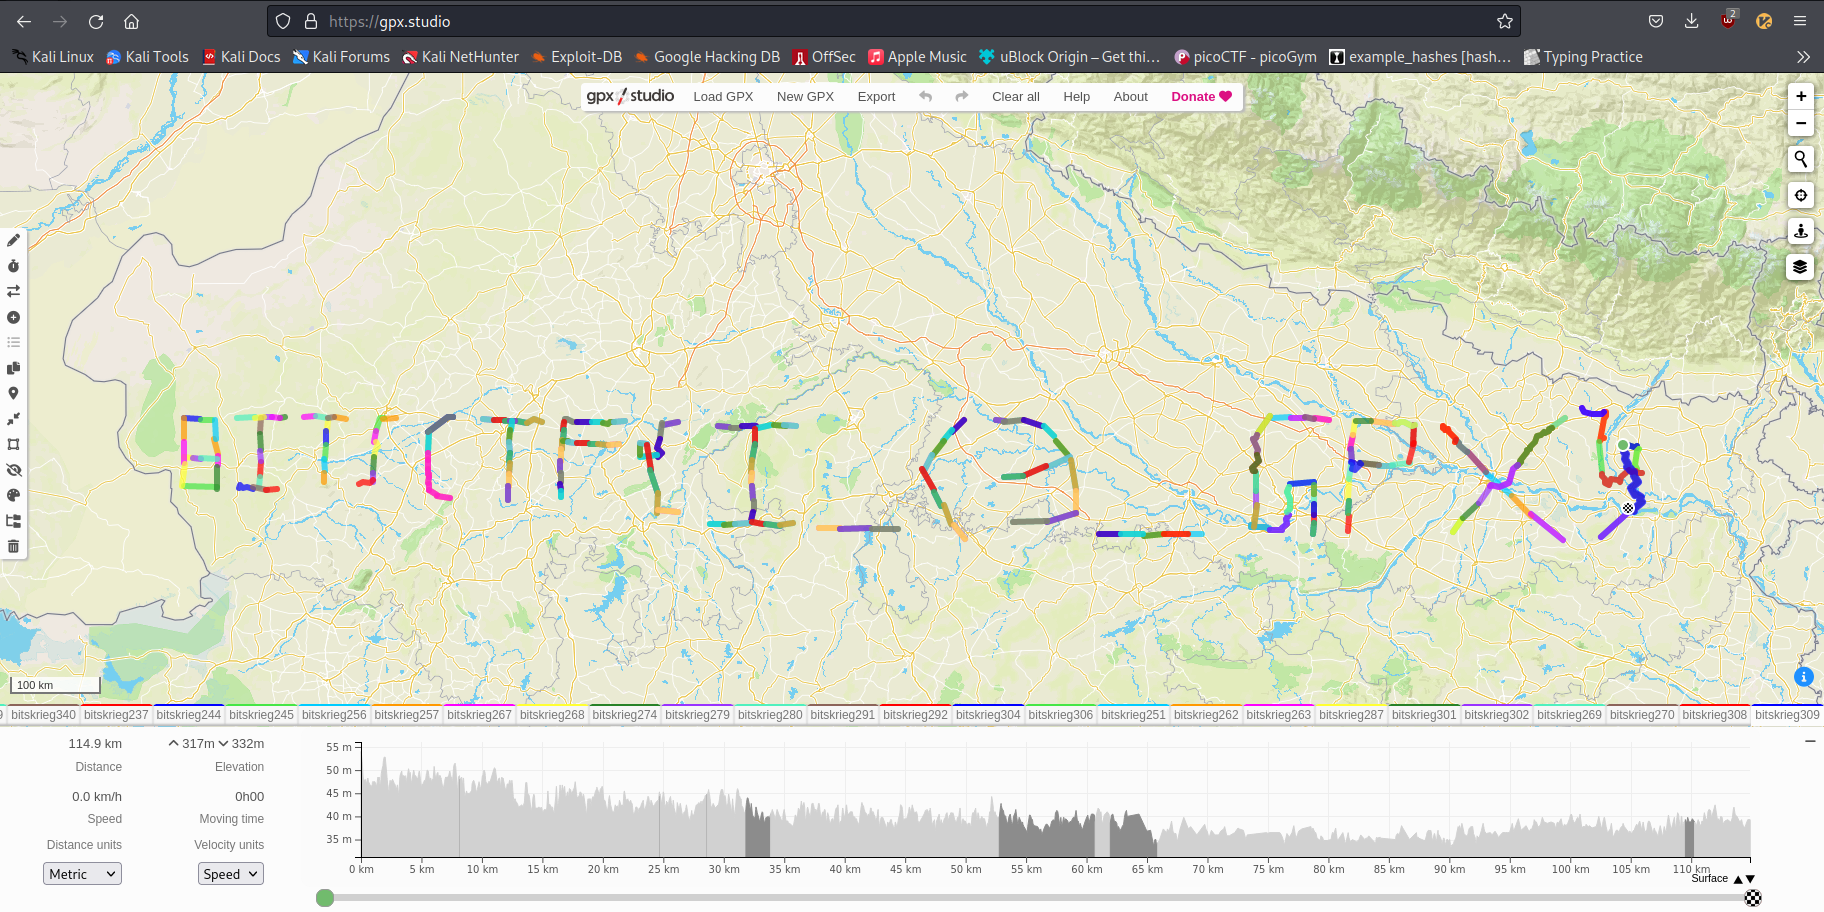 https://gpx.studio
2
Kali Linux Kali Tools Kali Docs Kali Forums Kali NetHunter Exploit-DB Google Hacking DB OffSec Apple Music uBlock Origin – Get thi… picoCTF - picoGym example_hashes [hash… Typing Practice
gpx studio Load GPX New GPX Export Clear all Help About Donate
+
−
100 km
9 bitskrieg340 bitskrieg237 bitskrieg244 bitskrieg245 bitskrieg256 bitskrieg257 bitskrieg267 bitskrieg268 bitskrieg274 bitskrieg279 bitskrieg280 bitskrieg291 bitskrieg292 bitskrieg304 bitskrieg306 bitskrieg251 bitskrieg262 bitskrieg263 bitskrieg287 bitskrieg301 bitskrieg302 bitskrieg269 bitskrieg270 bitskrieg308 bitskrieg309
114.9 km 317m 332m
Distance Elevation
0.0 km/h 0h00
Speed Moving time
Distance units Velocity units
Metric Speed
55 m
50 m
45 m
40 m
35 m
0 km 5 km 10 km 15 km 20 km 25 km 30 km 35 km 40 km 45 km 50 km 55 km 60 km 65 km 70 km 75 km 80 km 85 km 90 km 95 km 100 km 105 km 110 km
Surface